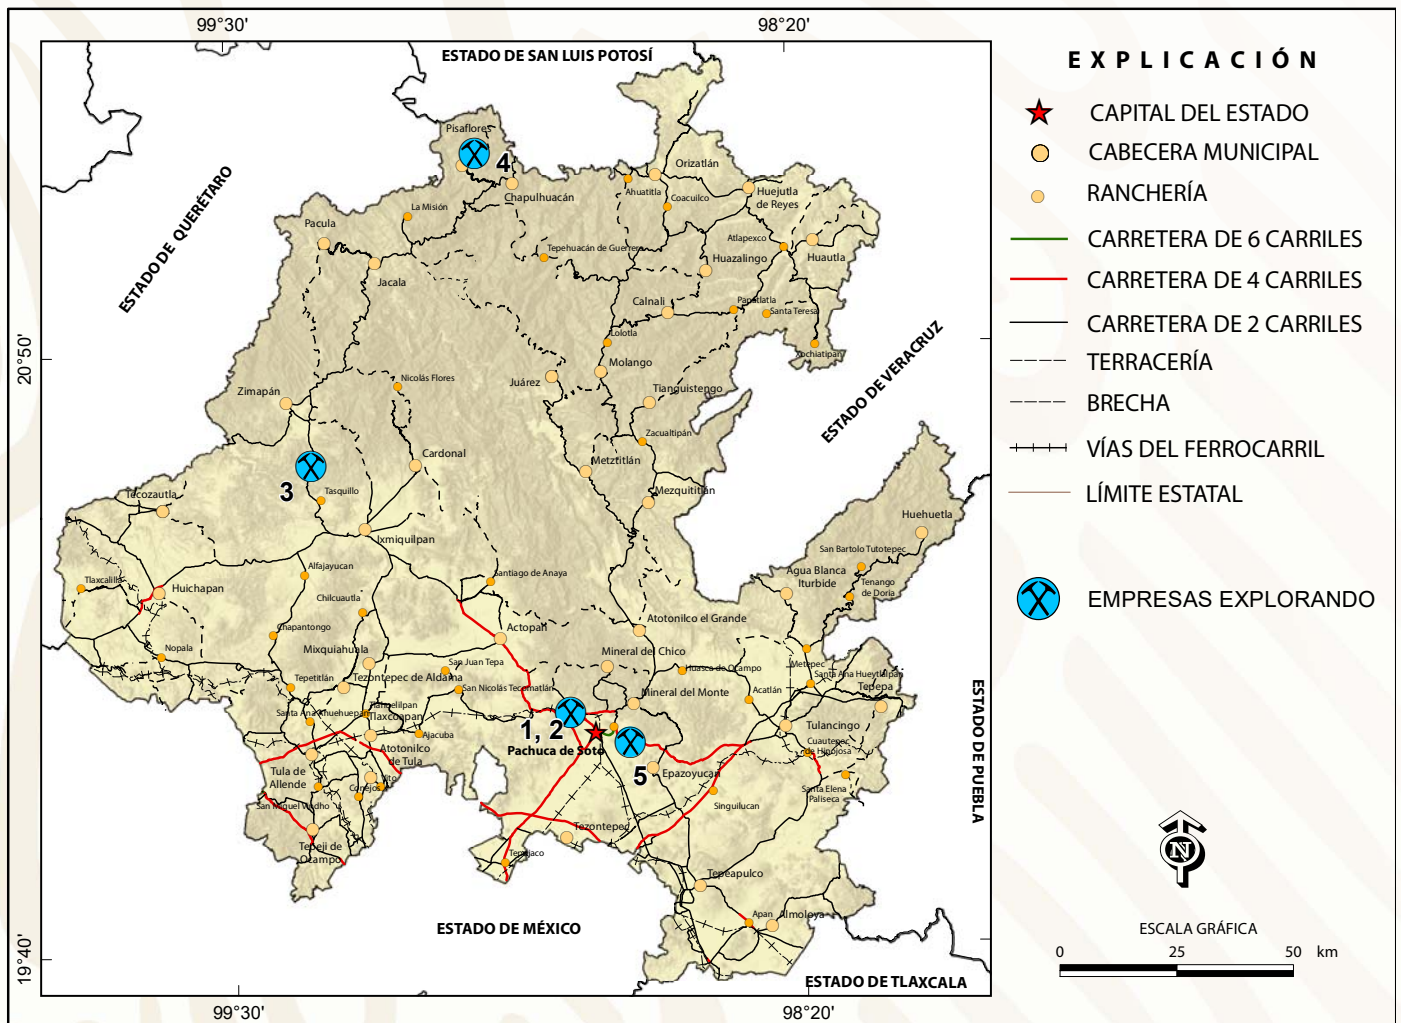 99°30'
98°20'
ESTADO DE SAN LUIS POTOSÍ
ESTADO DE QUERÉTARO
ESTADO DE VERACRUZ
ESTADO DE PUEBLA
ESTADO DE MÉXICO
ESTADO DE TLAXCALA
20°50'
19°40'
99°30'
98°20'
Pisaflores
4
Chapulhuacán
La Misión
Pacula
Jacala
Tepehuacán de Guerrero
Orizatlán
Ahuatitla
Coacuilco
Huejutla
de Reyes
Atlapexco
Huautla
Huazalingo
Calnali
Papatlatla
Santa Teresa
Xochiatipan
Lolotla
Molango
Juárez
Tianguistengo
Nicolás Flores
Zimapán
Zacualtipán
Metztitlán
Mezquititlán
Cardonal
3
Tasquillo
Tecozautla
Ixmiquilpan
Huehuetla
San Bartolo Tutotepec
Agua Blanca
Iturbide
Tenango
de Doria
Tlaxcalilla
Huichapan
Alfajayucan
Santiago de Anaya
Chilcuautla
Chapantongo
Actopan
Atotonilco el Grande
Mixquiahuala
Nopala
San Juan Tepa
Mineral del Chico
Huasca de Ocampo
Metepec
Santa Ana Hueytlalpan
Tepepa
Tepetitlán
Tezontepec de Aldama
San Nicolás Tecomatlán
Mineral del Monte
Acatlán
Santa Ana Ahuehuepan
Tlahuelilpan
Tlaxcoapan
Ajacuba
1, 2
Pachuca de Soto
5
Tulancingo
Cuautepec
de Hinojosa
Atotonilco
de Tula
Tula de
Allende
Vito
Conejos
Epazoyucan
Singuilucan
Santa Elena
Paliseca
San Miguel Vindho
Tepeji de
Ocampo
Tezontepec
Temajaco
Tepeapulco
Apan
Almoloya
EXPLICACIÓN
CAPITAL DEL ESTADO
CABECERA MUNICIPAL
RANCHERÍA
CARRETERA DE 6 CARRILES
CARRETERA DE 4 CARRILES
CARRETERA DE 2 CARRILES
TERRACERÍA
BRECHA
VÍAS DEL FERROCARRIL
LÍMITE ESTATAL
EMPRESAS EXPLORANDO
N
ESCALA GRÁFICA
0 25 50 km